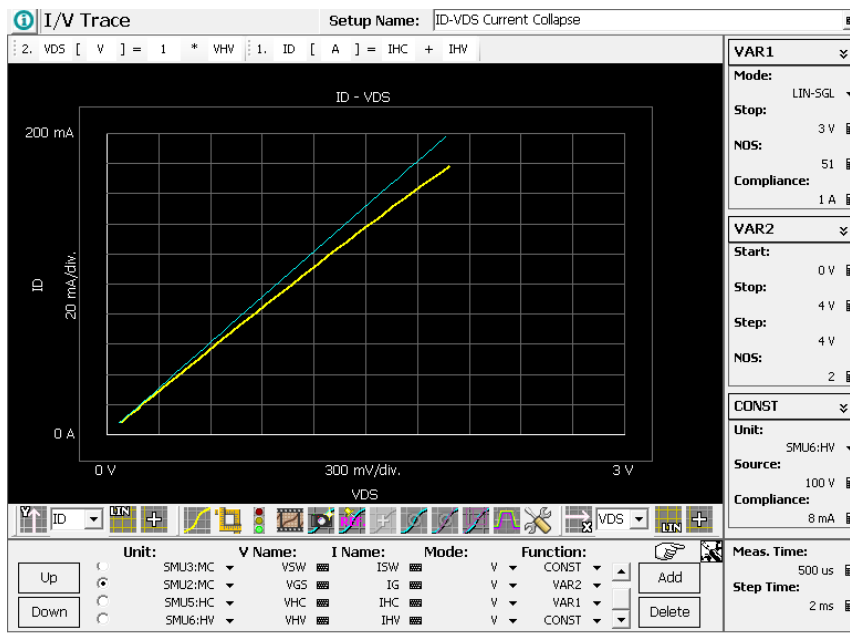 I/V Trace Setup Name: ID-VDS Current Collapse
2. VDS [ V ] = 1 * VHV 1. ID [ A ] = IHC + IHV
ID - VDS
200 mA
ID
20 mA/div.
0 A
0 V 300 mV/div. 3 V
VDS
VAR1
Mode:
LIN-SGL
Stop:
3 V
NOS:
51
Compliance:
1 A
VAR2
Start:
0 V
Stop:
4 V
Step:
4 V
NOS:
2
CONST
Unit:
SMU6:HV
Source:
100 V
Compliance:
8 mA
Y ID LIN X VDS LIN
Unit: V Name: I Name: Mode: Function:
Up
Down
SMU3:MC VSW ISW V CONST
SMU2:MC VGS IG V VAR2
SMU5:HC VHC IHC V VAR1
SMU6:HV VHV IHV V CONST
Add
Delete
Meas. Time:
500 us
Step Time:
2 ms